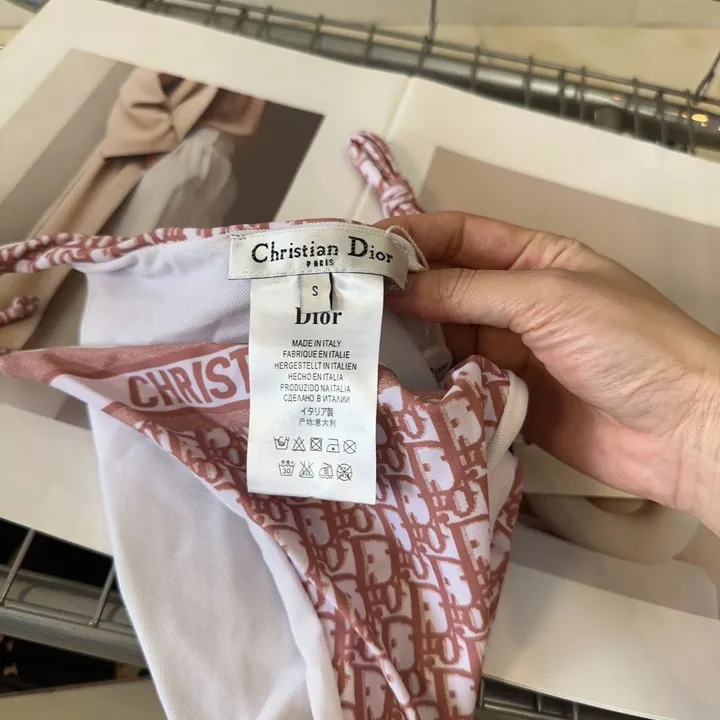 Christian Dior
PARIS
S
Dior
MADE IN ITALY
FABRIQUE EN ITALIE
HERGESTELLT IN ITALIEN
HECHO EN ITALIA
PRODUZIDO NA ITALIA
СДЕЛАНО В ИТАЛИИ
イタリア製
产地:意大利
30
CHRIST